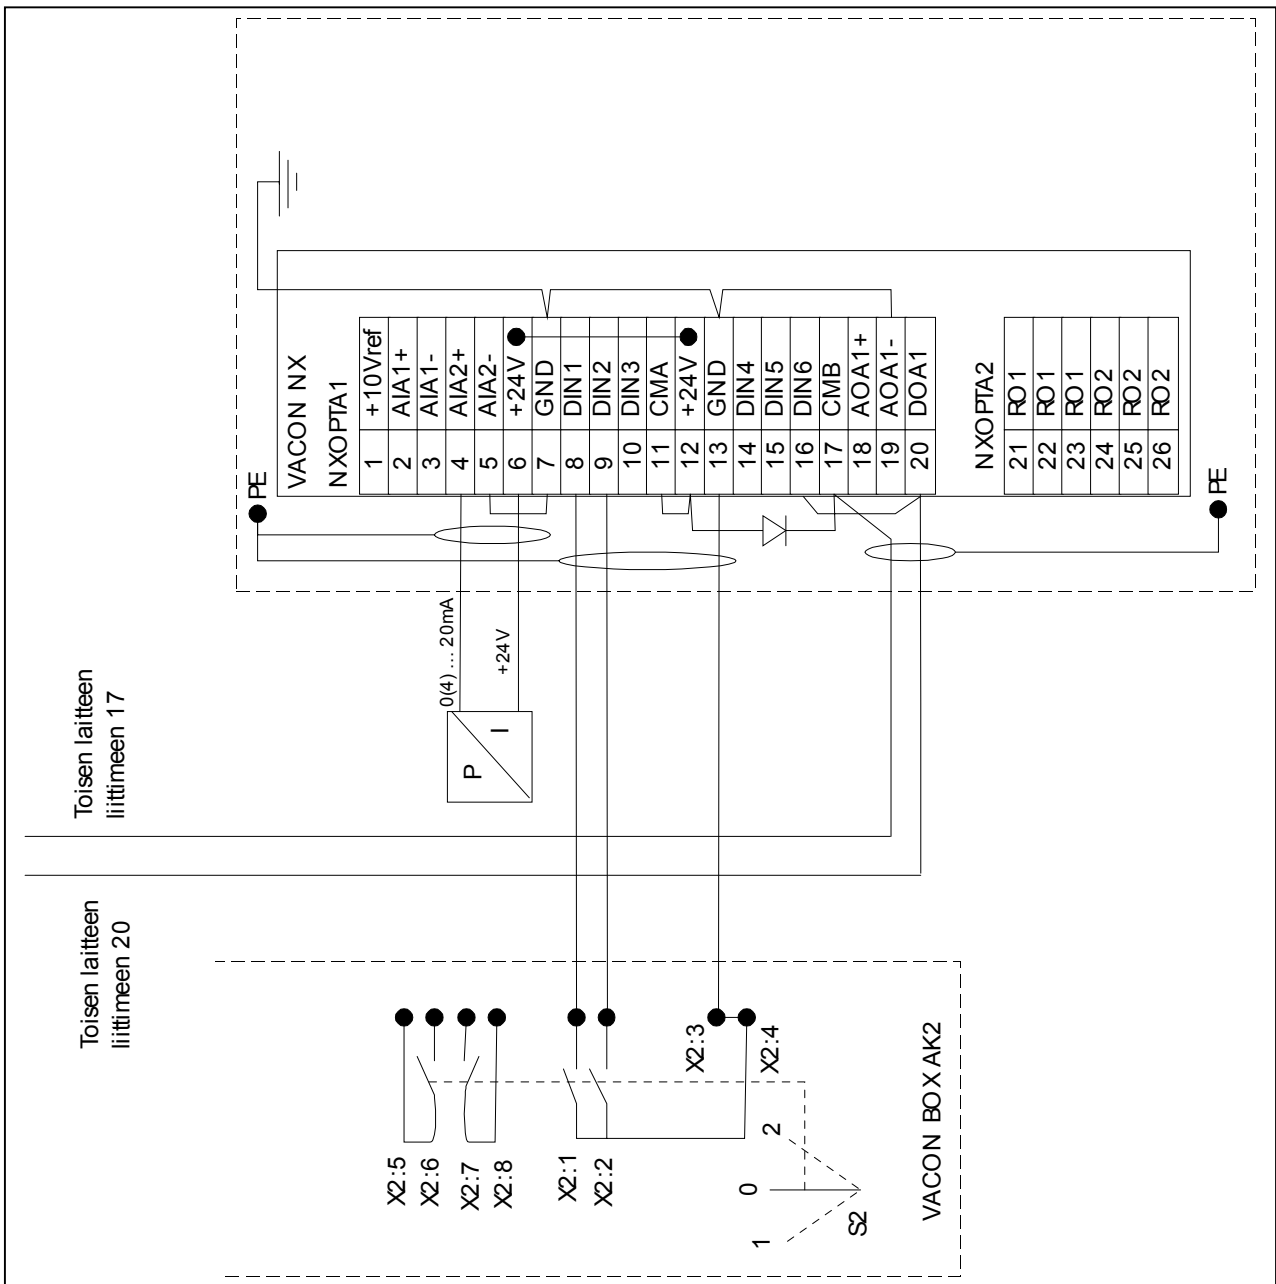 PE
VACON NX
NXOPTA1
1 +10Vref
2 AIA1+
3 AIA1-
4 AIA2+
5 AIA2-
6 +24V
7 GND
8 DIN1
9 DIN2
10 DIN3
11 CMA
12 +24V
13 GND
14 DIN4
15 DIN5
16 DIN6
17 CMB
18 AOA1+
19 AOA1-
20 DOA1
NXOPTA2
21 RO1
22 RO1
23 RO1
24 RO2
25 RO2
26 RO2
PE
0(4) ... 20mA
+24V
P
I
Toisen laitteen
liittimeen 17
Toisen laitteen
liittimeen 20
X2:5
X2:6
X2:7
X2:8
X2:1
X2:2
X2:3
X2:4
1
0
2
S2
VACON BOX AK2